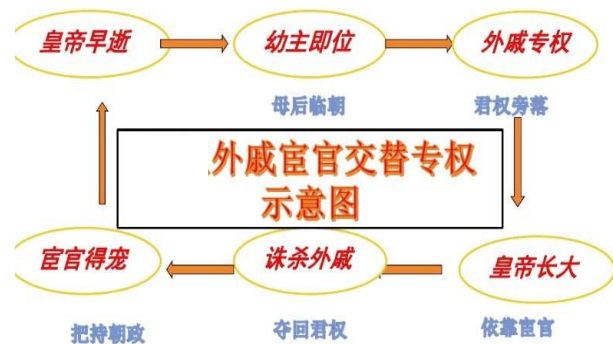 皇帝早逝
幼主即位
外戚专权
母后临朝
君权旁落
外戚宦官交替专权
示意图
宦官得宠
诛杀外戚
皇帝长大
把持朝政
夺回君权
依靠宦官